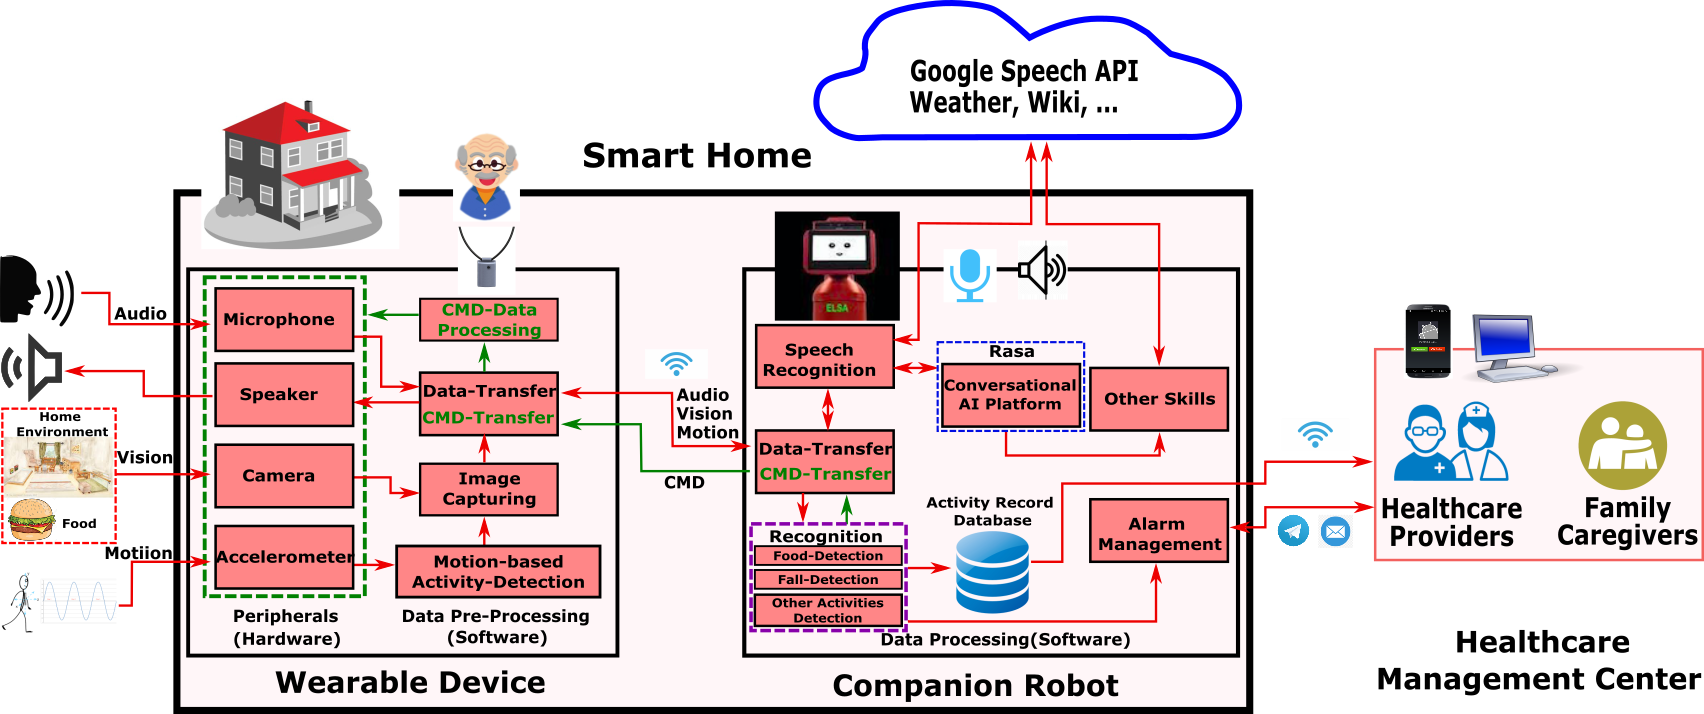 Google Speech API
Weather, Wiki, ...
Smart Home
ELSA
Audio
Microphone
CMD-Data
Processing
Speaker
Data-Transfer
CMD-Transfer
Home
Environment
Food
Vision
Camera
Image
Capturing
Motiion
Accelerometer
Motion-based
Activity-Detection
Peripherals
(Hardware)
Data Pre-Processing
(Software)
Wearable Device
Audio
Vision
Motion
CMD
Speech
Recognition
Rasa
Conversational
AI Platform
Other Skills
Data-Transfer
CMD-Transfer
Recognition
Food-Detection
Fall-Detection
Other Activities
Detection
Activity Record
Database
Alarm
Management
Data Processing(Software)
Companion Robot
Healthcare
Providers
Family
Caregivers
Healthcare
Management Center